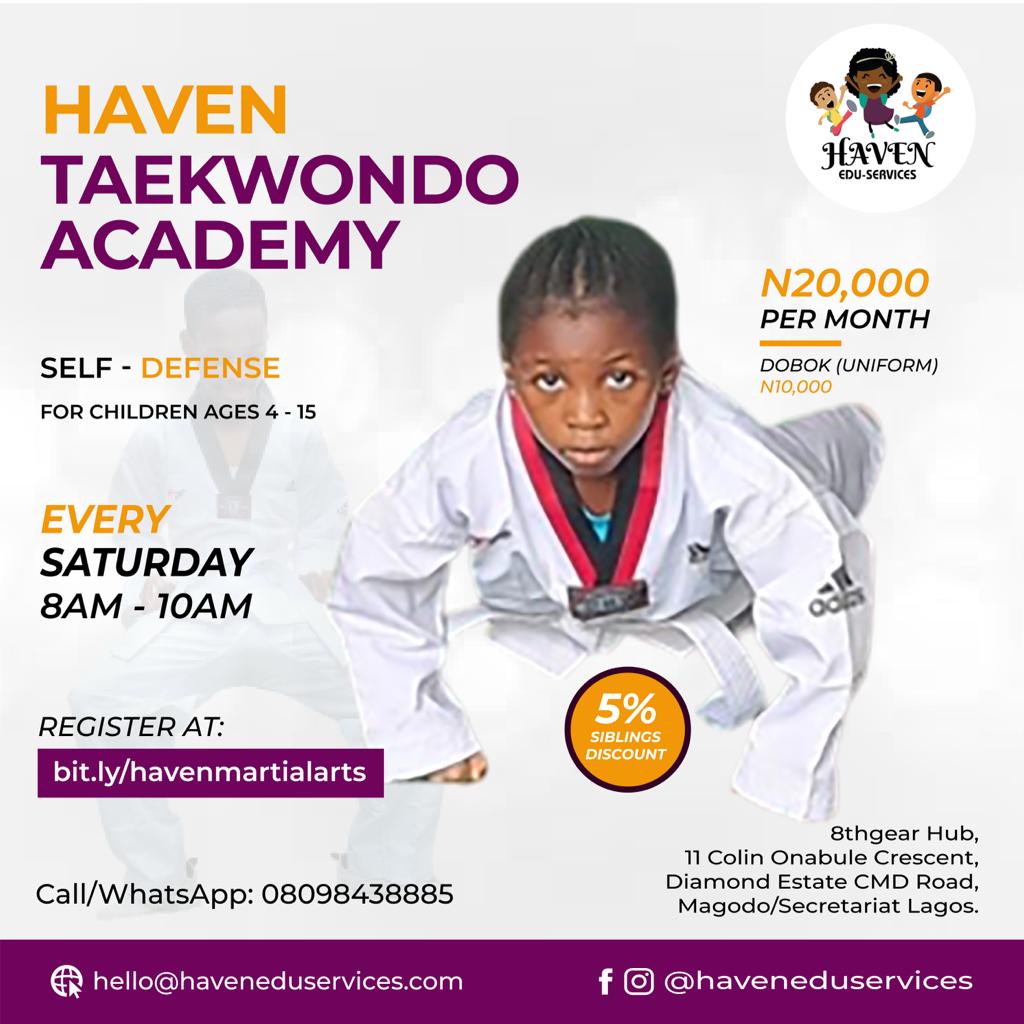 HAVEN
TAEKWONDO
ACADEMY
HAVEN
EDU-SERVICES
N20,000
PER MONTH
DOBOK (UNIFORM)
N10,000
SELF - DEFENSE
FOR CHILDREN AGES 4 - 15
EVERY
SATURDAY
8AM - 10AM
adidas
5%
SIBLINGS
DISCOUNT
REGISTER AT:
bit.ly/havenmartialarts
8thgear Hub,
11 Colin Onabule Crescent,
Diamond Estate CMD Road,
Magodo/Secretariat Lagos.
Call/WhatsApp: 08098438885
hello@haveneduservices.com
@haveneduservices